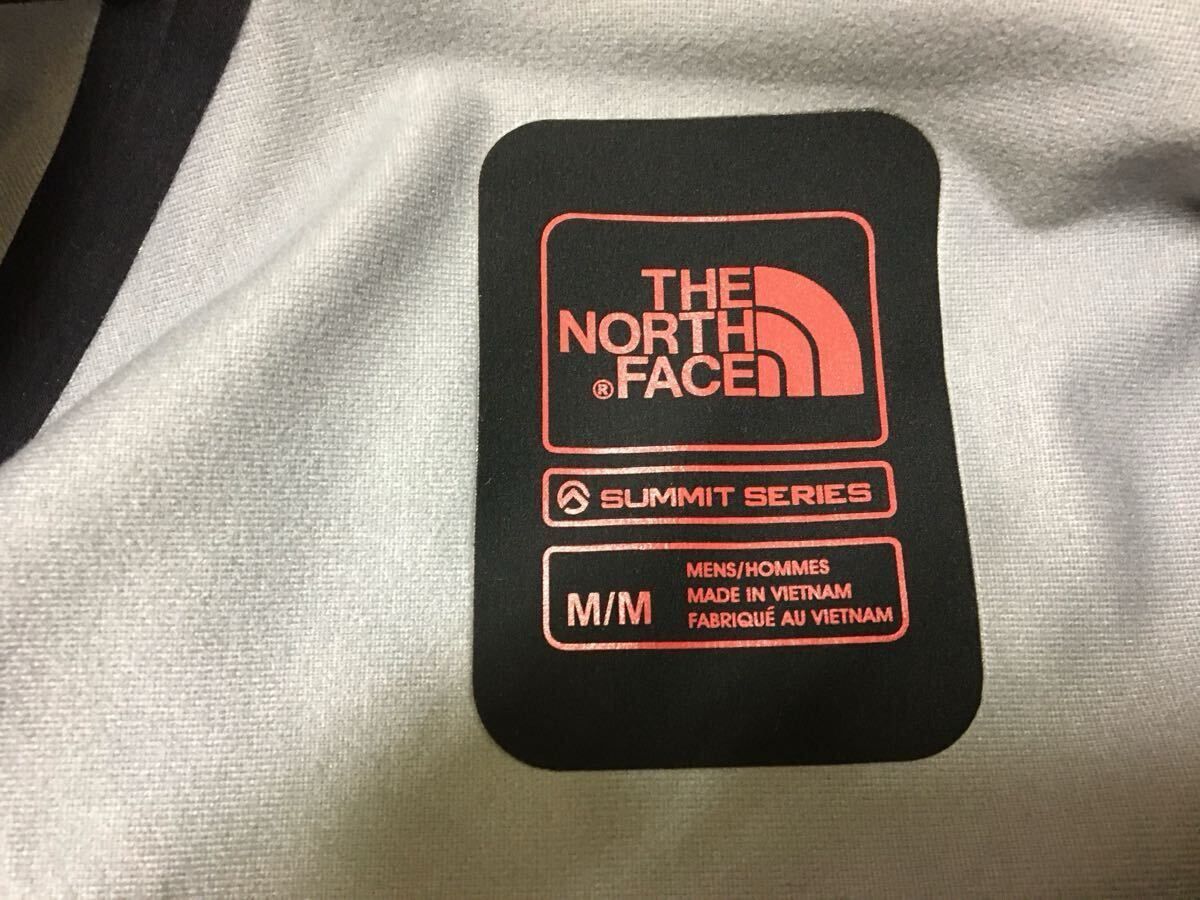 THE
NORTH
® FACE
SUMMIT SERIES
M/M
MENS/HOMMES
MADE IN VIETNAM
FABRIQUÉ AU VIETNAM